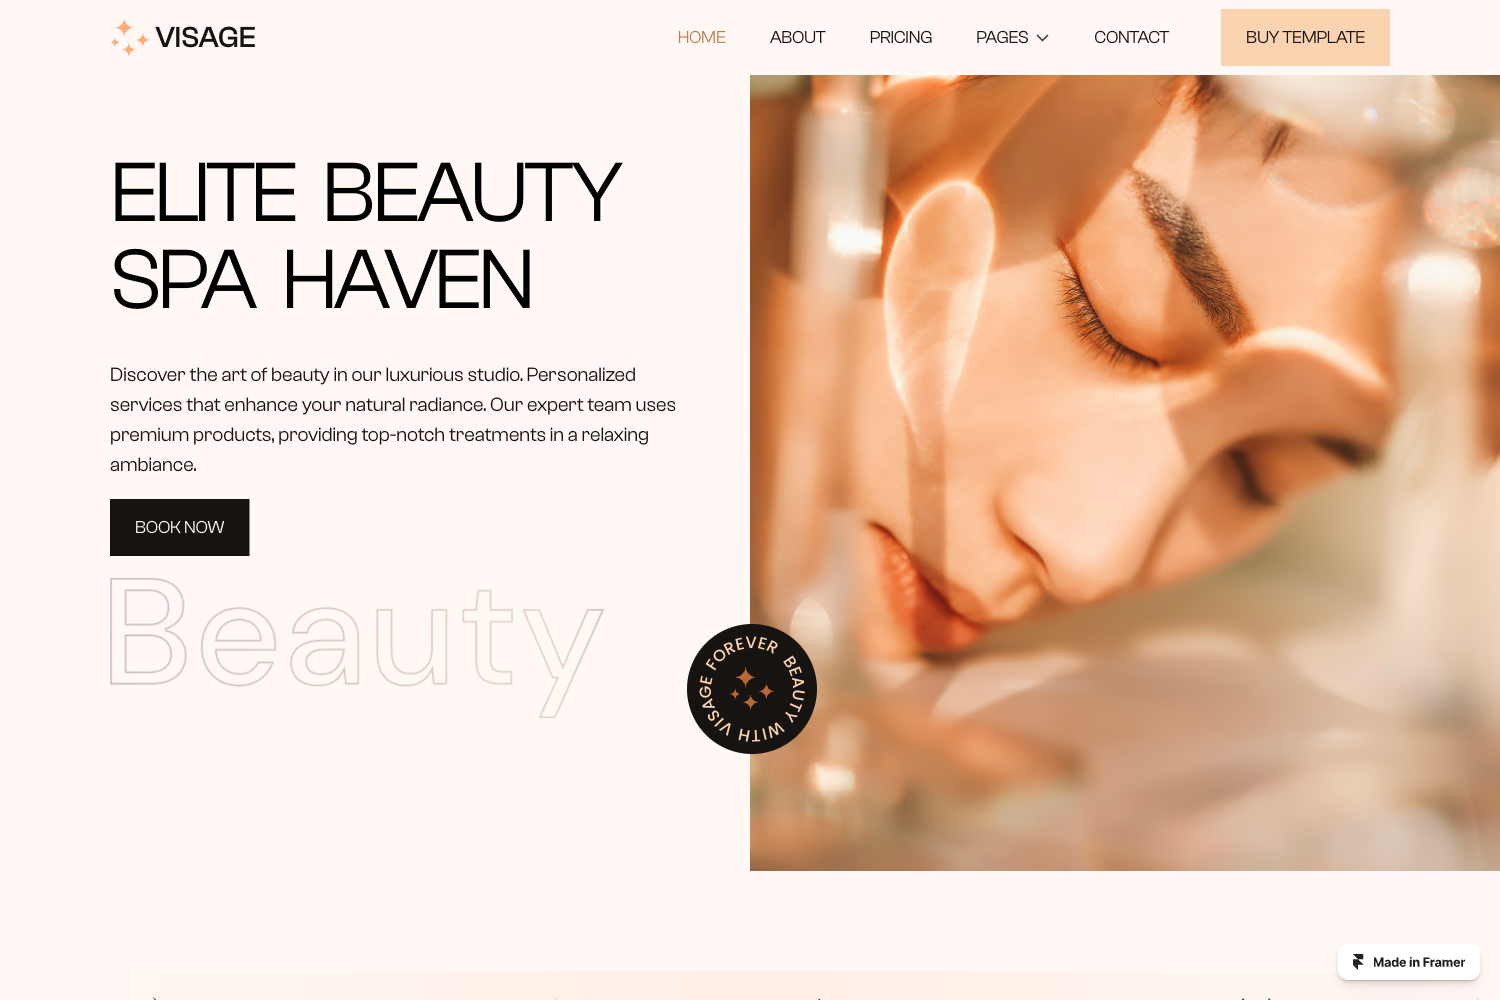 VISAGE
HOME
ABOUT
PRICING
PAGES
CONTACT
BUY TEMPLATE
ELITE BEAUTY
SPA HAVEN
Discover the art of beauty in our luxurious studio. Personalized
services that enhance your natural radiance. Our expert team uses
premium products, providing top-notch treatments in a relaxing
ambiance.
BOOK NOW
Beauty
BEAUTY WITH VISAGE FOREVER
Made in Framer